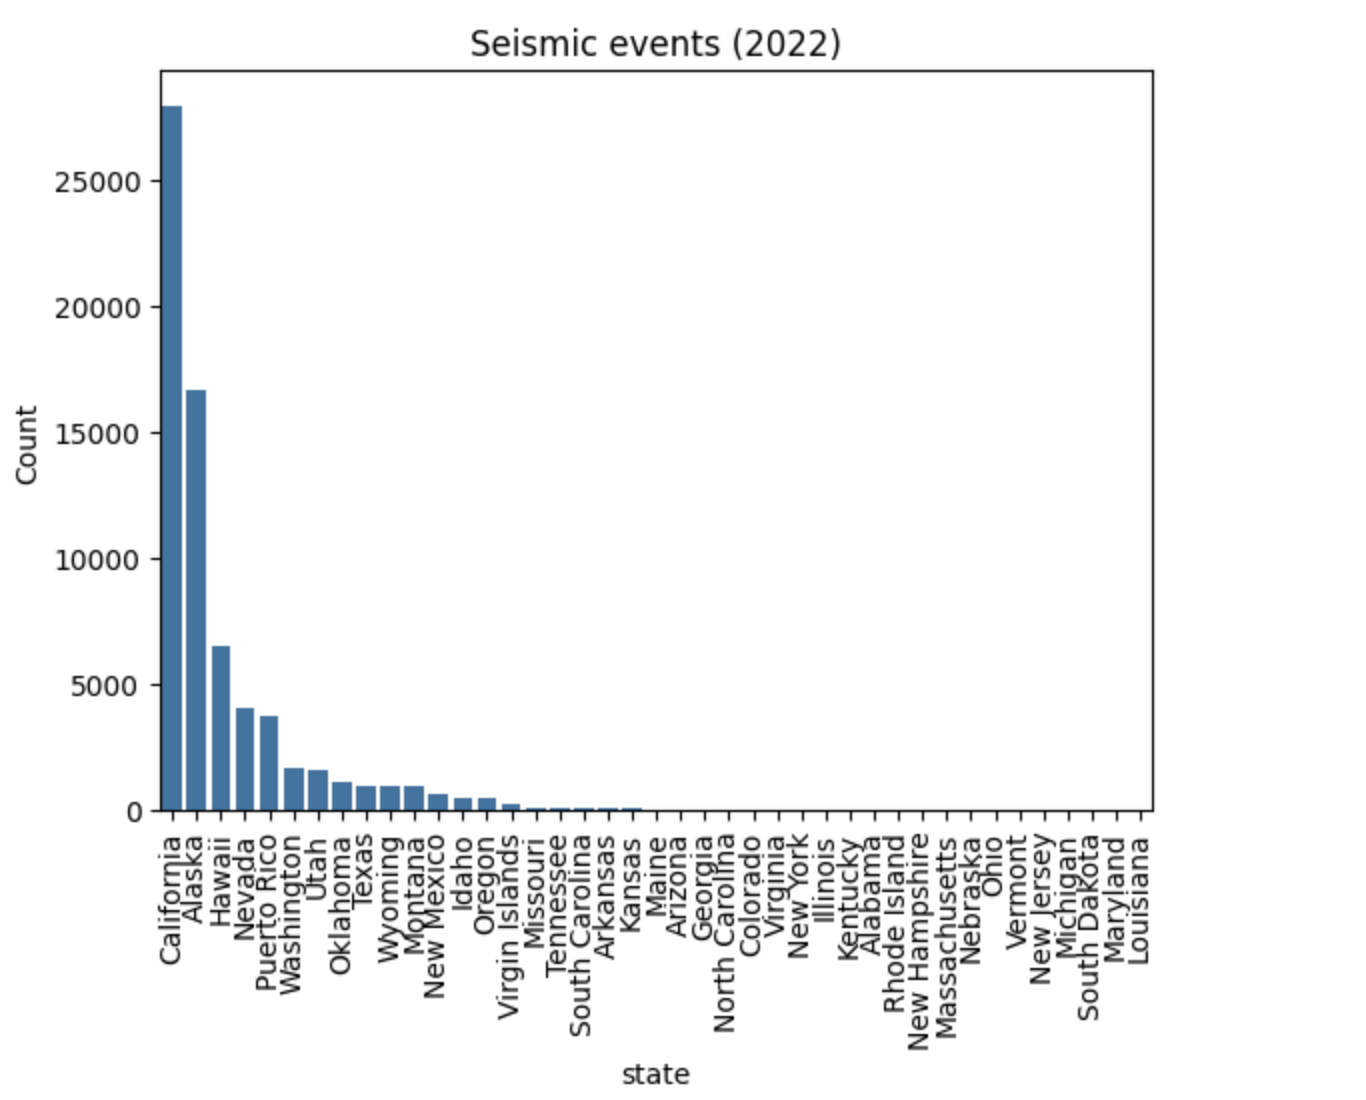 Seismic events (2022)
Count
25000
20000
15000
10000
5000
0
California
Alaska
Hawaii
Nevada
Puerto Rico
Washington
Utah
Oklahoma
Texas
Wyoming
Montana
New Mexico
Idaho
Oregon
Virgin Islands
Missouri
Tennessee
South Carolina
Arkansas
Kansas
Maine
Arizona
Georgia
North Carolina
Colorado
Virginia
New York
Illinois
Kentucky
Alabama
Rhode Island
New Hampshire
Massachusetts
Nebraska
Ohio
Vermont
New Jersey
Michigan
South Dakota
Maryland
Louisiana
state